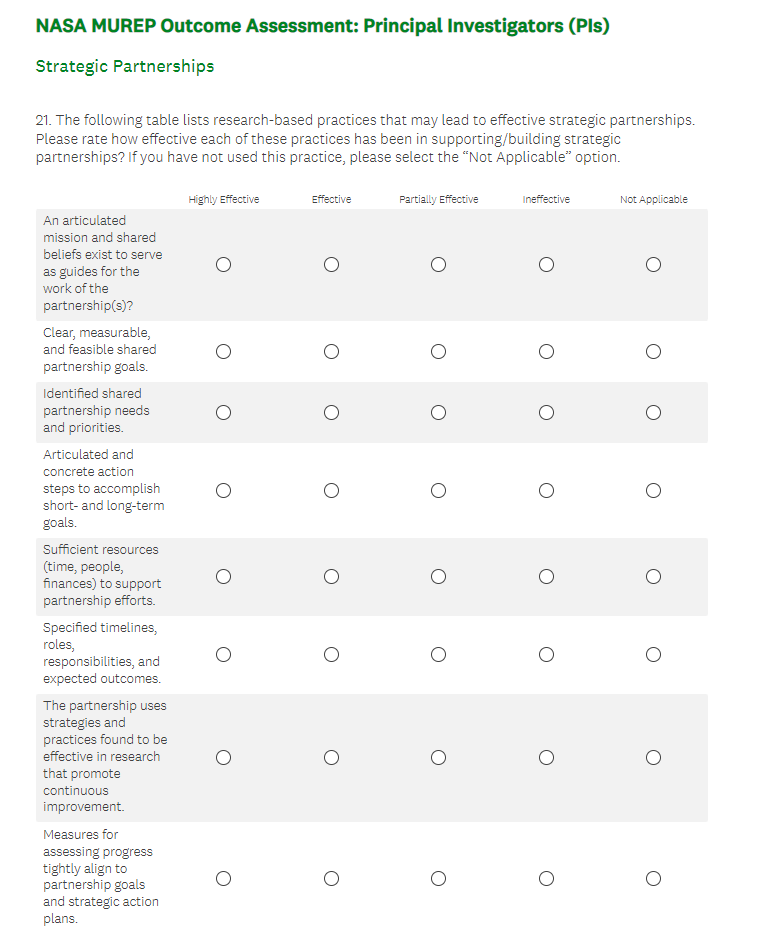 NASA MUREP Outcome Assessment: Principal Investigators (PIs)
Strategic Partnerships
21. The following table lists research-based practices that may lead to effective strategic partnerships.
Please rate how effective each of these practices has been in supporting/building strategic
partnerships? If you have not used this practice, please select the “Not Applicable” option.
Highly Effective Effective Partially Effective Ineffective Not Applicable
An articulated
mission and shared
beliefs exist to serve
as guides for the
work of the
partnership(s)?
Clear, measurable,
and feasible shared
partnership goals.
Identified shared
partnership needs
and priorities.
Articulated and
concrete action
steps to accomplish
short- and long-term
goals.
Sufficient resources
(time, people,
finances) to support
partnership efforts.
Specified timelines,
roles,
responsibilities, and
expected outcomes.
The partnership uses
strategies and
practices found to be
effective in research
that promote
continuous
improvement.
Measures for
assessing progress
tightly align to
partnership goals
and strategic action
plans.